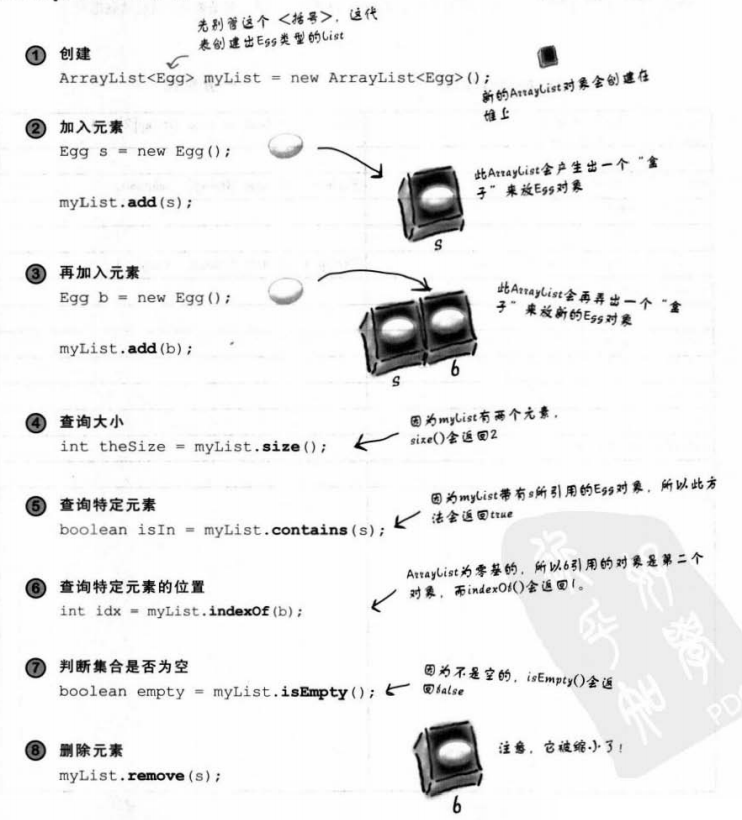 先别管这个 <括号>，这代
表创建出Egg类型的List
① 创建
ArrayList<Egg> myList = new ArrayList<Egg>();
新的ArrayList对象会创建在
堆上
② 加入元素
Egg s = new Egg();
此ArrayList会产生出一个“盒
子”来放Egg对象
myList.add(s);
s
③ 再加入元素
Egg b = new Egg();
此ArrayList会再弄出一个“盒
子”来放新的Egg对象
myList.add(b);
s b
④ 查询大小
int theSize = myList.size();
因为myList有两个元素，
size()会返回2
⑤ 查询特定元素
boolean isIn = myList.contains(s);
因为myList带有s所引用的Egg对象，所以此方
法会返回true
⑥ 查询特定元素的位置
int idx = myList.indexOf(b);
ArrayList为零基的，所以b引用的对象是第二个
对象，而indexOf()会返回1。
⑦ 判断集合是否为空
boolean empty = myList.isEmpty();
因为不是空的，isEmpty()会返
回false
⑧ 删除元素
myList.remove(s);
注意，它被缩小了！
b
PD